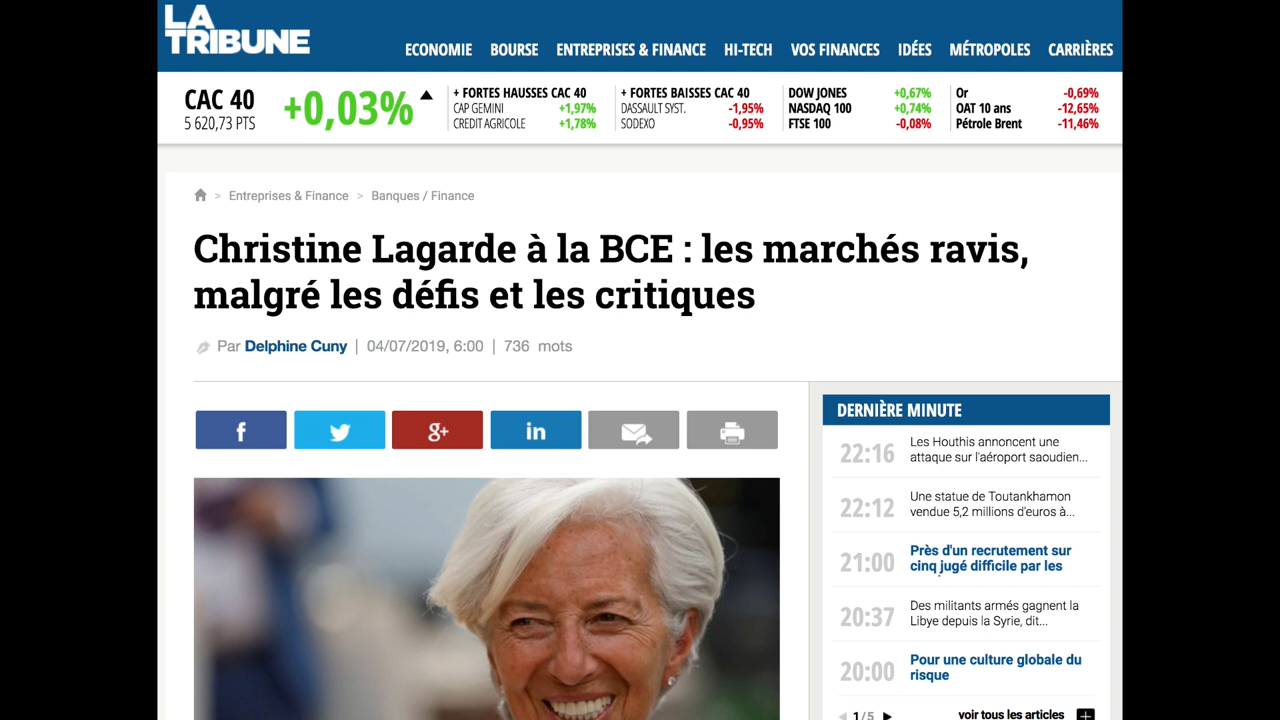 LA
TRIBUNE
ECONOMIE BOURSE ENTREPRISES & FINANCE HI-TECH VOS FINANCES IDÉES MÉTROPOLES CARRIÈRES
CAC 40
5 620,73 PTS
+0,03%
+ FORTES HAUSSES CAC 40
CAP GEMINI +1,97%
CREDIT AGRICOLE +1,78%
+ FORTES BAISSES CAC 40
DASSAULT SYST. -1,95%
SODEXO -0,95%
DOW JONES +0,67%
NASDAQ 100 +0,74%
FTSE 100 -0,08%
Or -0,69%
OAT 10 ans -12,65%
Pétrole Brent -11,46%
> Entreprises & Finance > Banques / Finance
Christine Lagarde à la BCE : les marchés ravis,
malgré les défis et les critiques
Par Delphine Cuny | 04/07/2019, 6:00 | 736 mots
f g+ in
DERNIÈRE MINUTE
22:16 Les Houthis annoncent une
attaque sur l'aéroport saoudien...
22:12 Une statue de Toutankhamon
vendue 5,2 millions d'euros à...
21:00 Près d'un recrutement sur
cinq jugé difficile par les
20:37 Des militants armés gagnent la
Libye depuis la Syrie, dit...
20:00 Pour une culture globale du
risque
1/5 voir tous les articles +